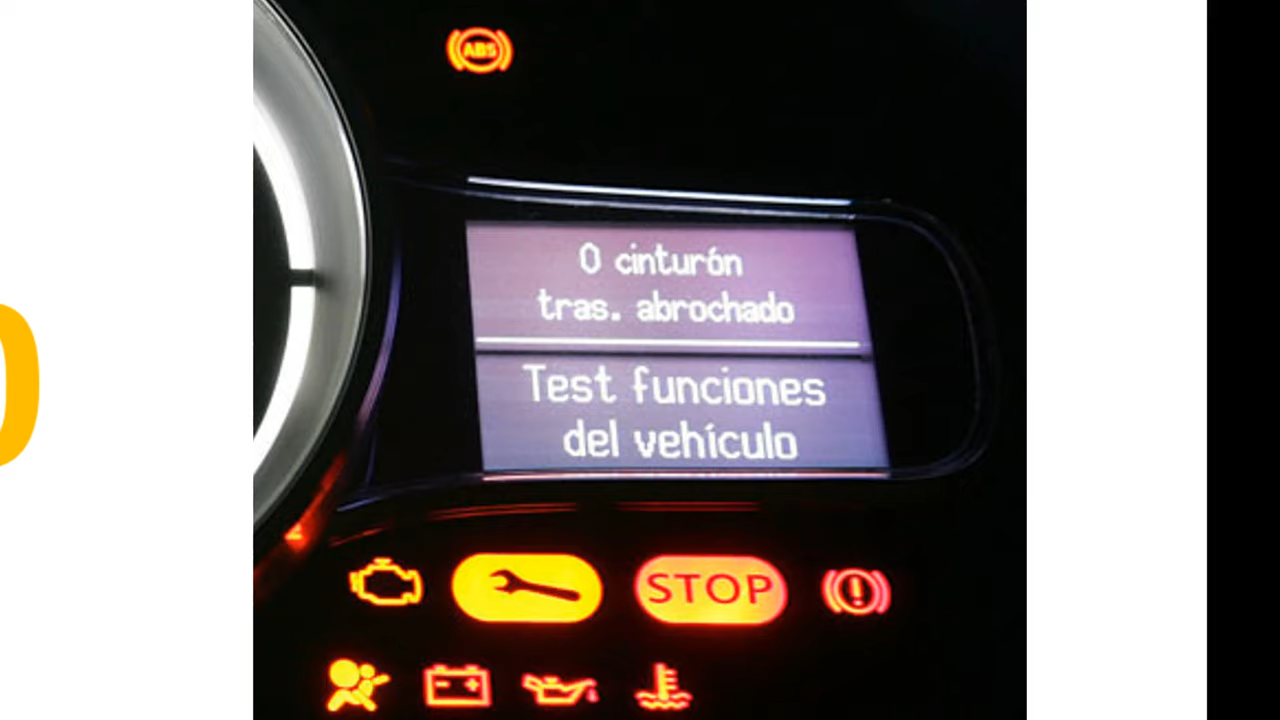 ABS
0 cinturón
tras. abrochado
Test funciones
del vehículo
STOP